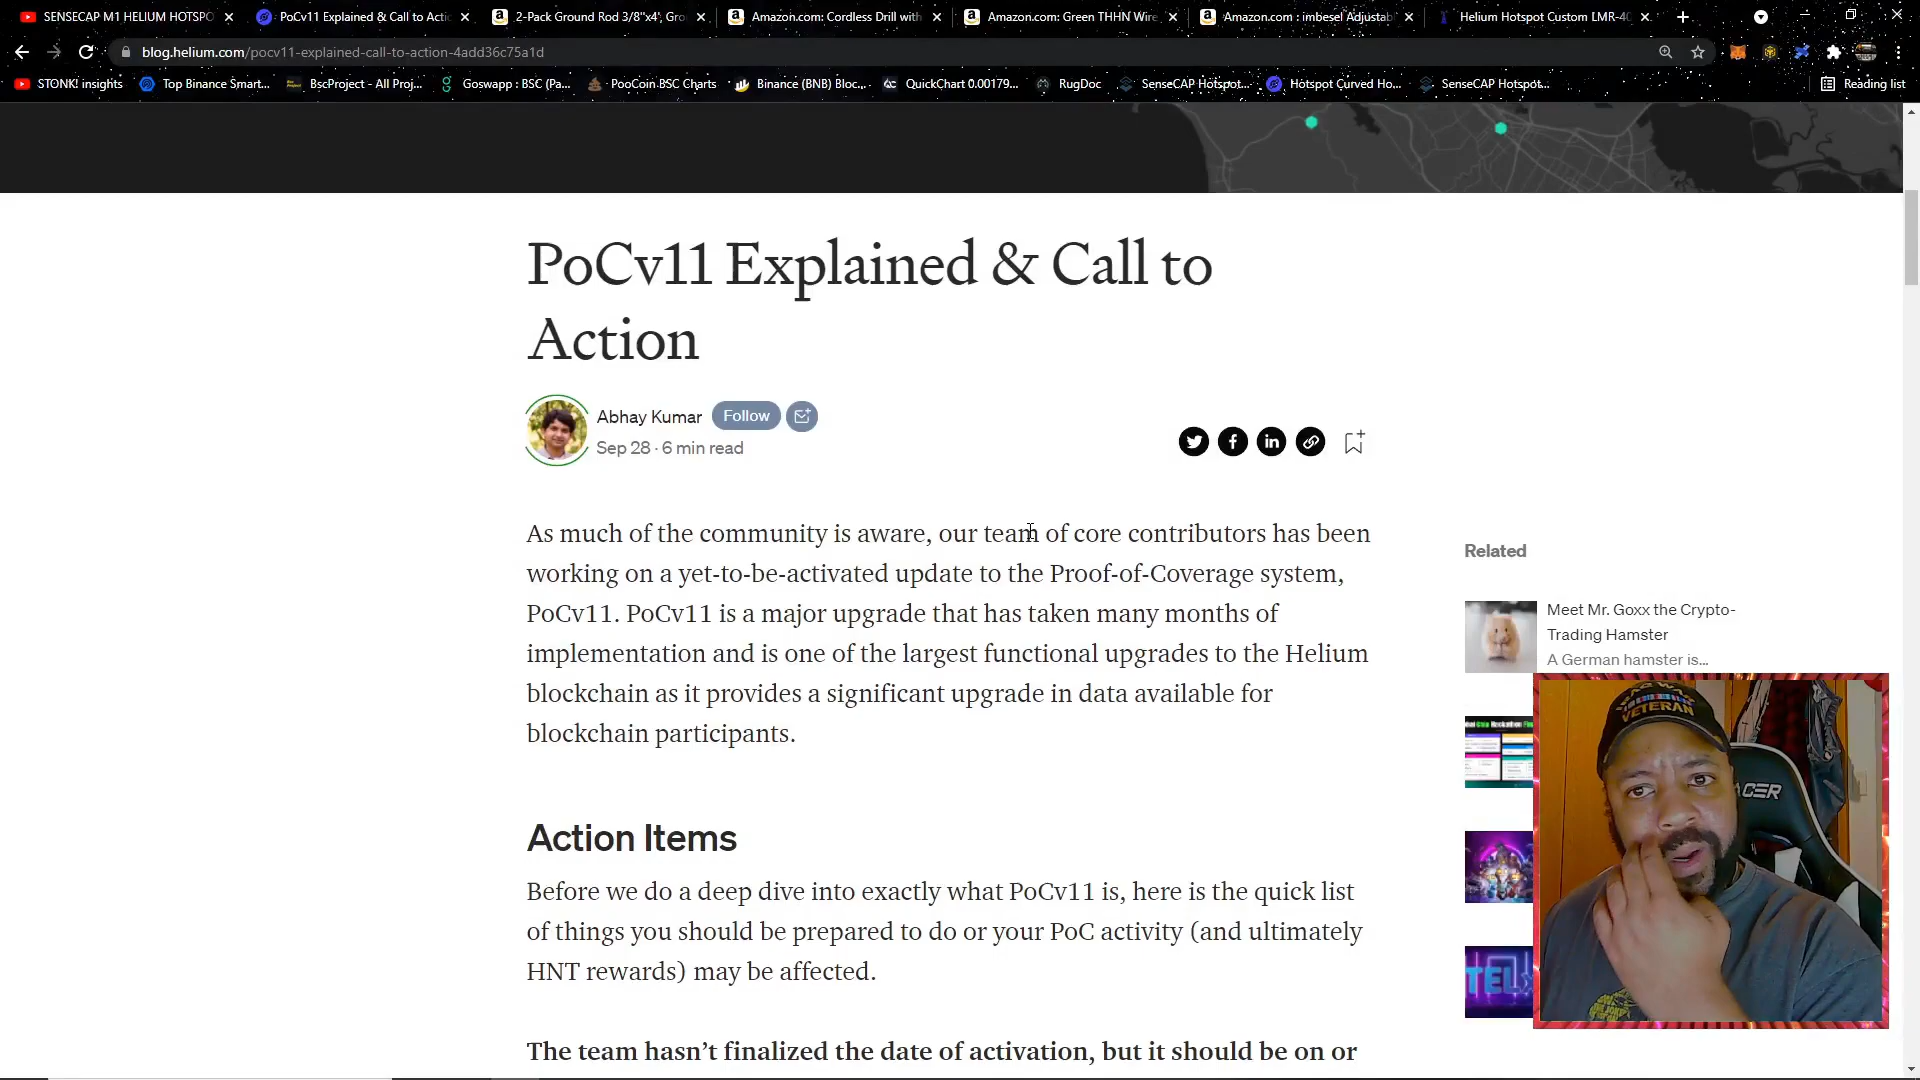 SENSECAP M1 HELIUM HOTSPO
PoCv11 Explained & Call to Actio
2-Pack Ground Rod 3/8"x4', Gro
Amazon.com: Cordless Drill with
Amazon.com: Green THHN Wire
Amazon.com : imbesel Adjustab
Helium Hotspot Custom LMR-40
blog.helium.com/pocv11-explained-call-to-action-4add36c75a1d
STONK! insights
Top Binance Smart...
BscProject - All Proj...
Goswapp : BSC (Pa...
PooCoin BSC Charts
Binance (BNB) Bloc...
QuickChart 0.00179...
RugDoc
SenseCAP Hotspot...
Hotspot Curved Ho...
SenseCAP Hotspot...
Reading list
PoCv11 Explained & Call to
Action
Abhay Kumar
Follow
Sep 28 · 6 min read
As much of the community is aware, our team of core contributors has been
working on a yet-to-be-activated update to the Proof-of-Coverage system,
PoCv11. PoCv11 is a major upgrade that has taken many months of
implementation and is one of the largest functional upgrades to the Helium
blockchain as it provides a significant upgrade in data available for
blockchain participants.
Action Items
Before we do a deep dive into exactly what PoCv11 is, here is the quick list
of things you should be prepared to do or your PoC activity (and ultimately
HNT rewards) may be affected.
The team hasn't finalized the date of activation, but it should be on or
Related
Meet Mr. Goxx the Crypto-
Trading Hamster
A German hamster is...
VETERAN
ACER
TEL